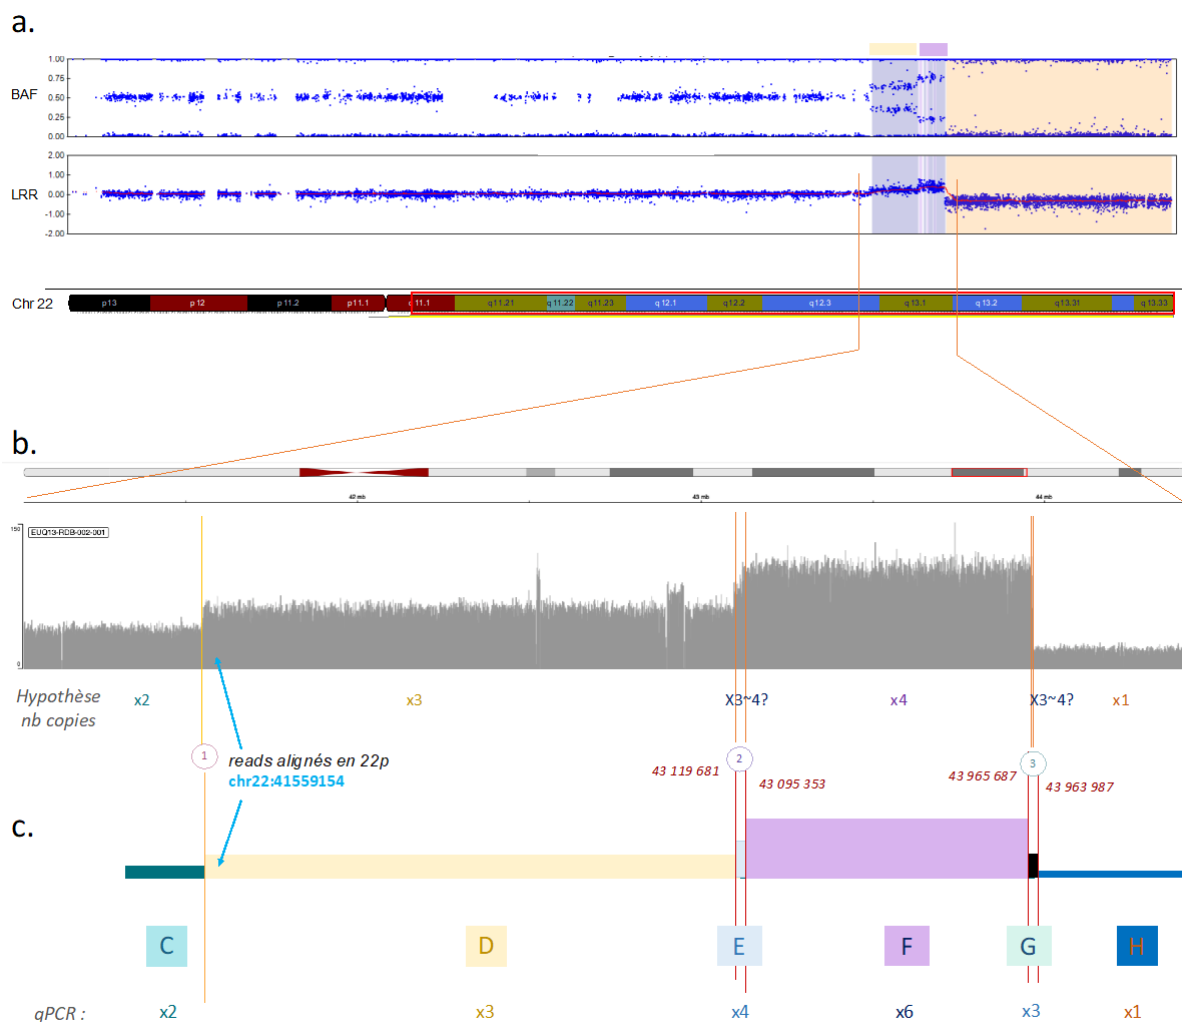 a.
BAF
1.00
0.75
0.50
0.25
0.00
LRR
2.00
1.00
0.00
-1.00
-2.00
Chr 22
p13 p12 p11.2 p11.1 q11.1 q11.21 q11.22 q11.23 q12.1 q12.2 q12.3 q13.1 q13.2 q13.31 q13.33
b.
42 mb 43 mb 44 mb
150
EUQ13-RDB-002-001
0
Hypothèse
nb copies
x2 x3 X3~4? x4 X3~4? x1
1 2 3
reads alignés en 22p
chr22:41559154
43 119 681 43 095 353 43 965 687 43 963 987
c.
C D E F G H
qPCR : x2 x3 x4 x6 x3 x1